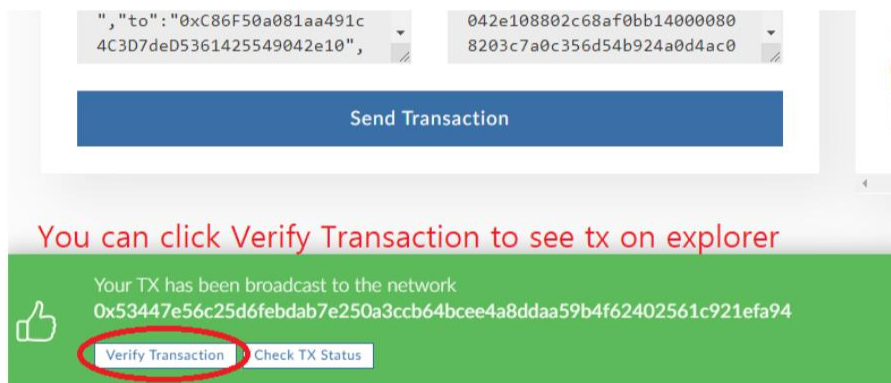 ","to":"0xC86F50a081aa491c
4C3D7deD5361425549042e10",
042e108802c68af0bb14000080
8203c7a0c356d54b924a0d4ac0
Send Transaction
You can click Verify Transaction to see tx on explorer
Your TX has been broadcast to the network
0x53447e56c25d6febdab7e250a3ccb64bcee4a8ddaa59b4f62402561c921efa94
Verify Transaction
Check TX Status